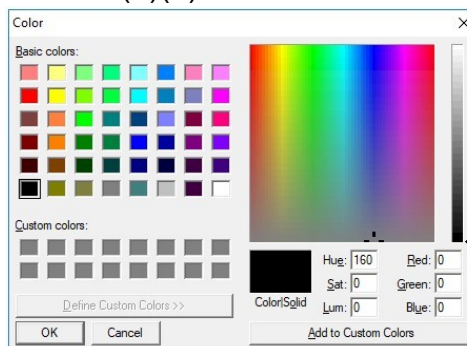 Color
Basic colors:
Custom colors:
Define Custom Colors >>
OK Cancel
Color|Solid
Hue: 160 Red: 0
Sat: 0 Green: 0
Lum: 0 Blue: 0
Add to Custom Colors